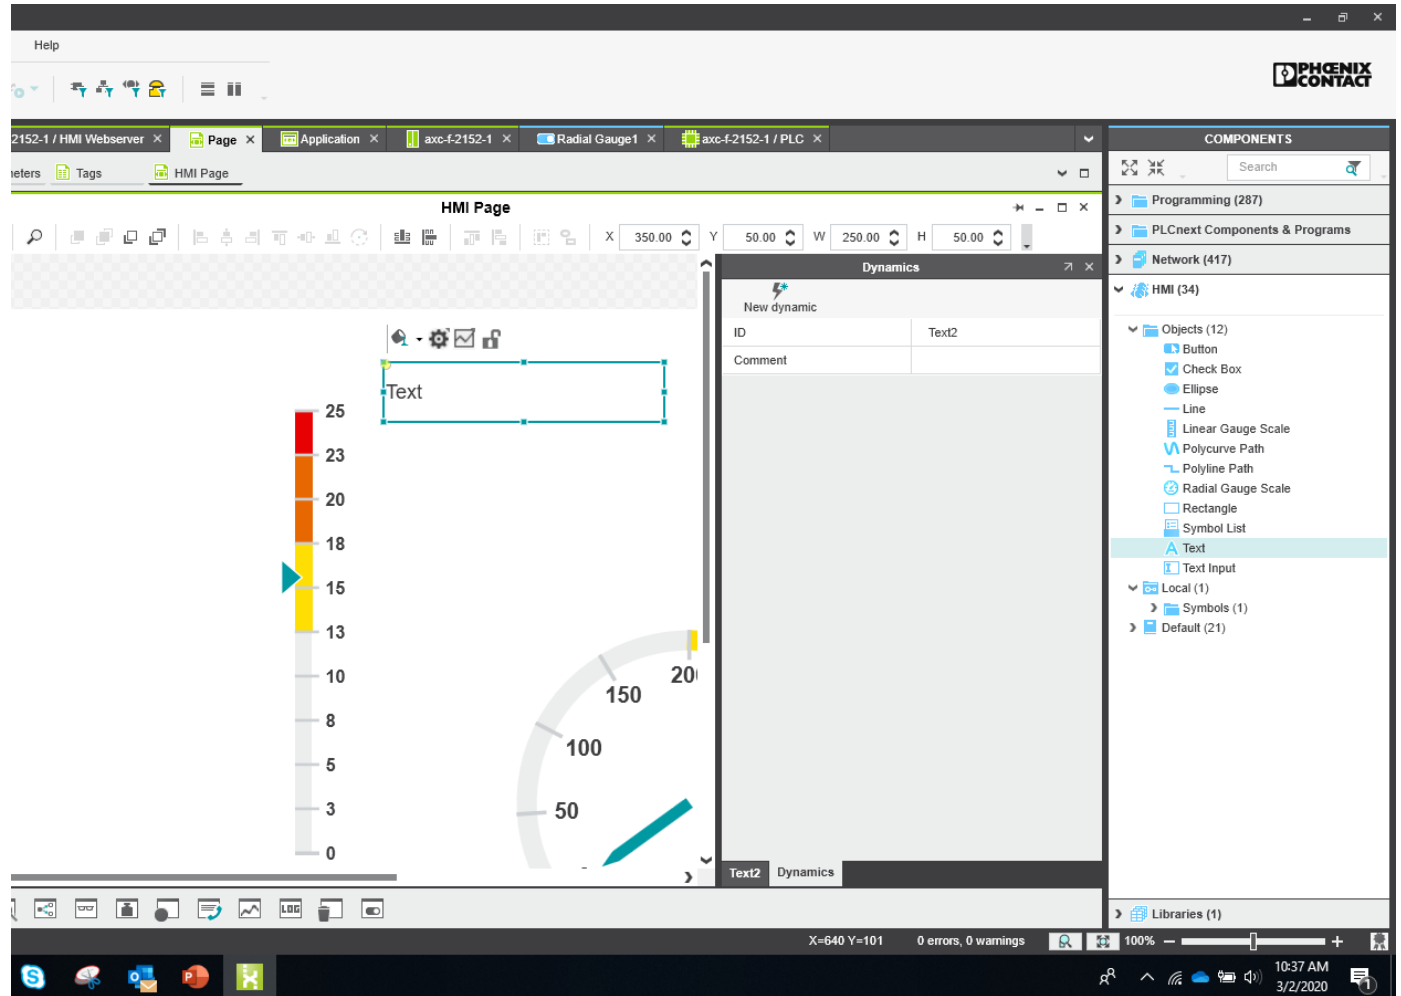 Help
PHŒNIX
CONTACT
2152-1 / HMI Webserver
Page
Application
axc-f-2152-1
Radial Gauge1
axc-f-2152-1 / PLC
COMPONENTS
eters
Tags
HMI Page
Search
HMI Page
Programming (287)
X 350.00 Y 50.00 W 250.00 H 50.00
PLCnext Components & Programs
Dynamics
Network (417)
New dynamic
HMI (34)
ID Text2
Comment
Objects (12)
Button
Check Box
Ellipse
Line
Linear Gauge Scale
Polycurve Path
Polyline Path
Radial Gauge Scale
Rectangle
Symbol List
Text
Text Input
Local (1)
Symbols (1)
Default (21)
Text
25
23
20
18
15
13
10
8
5
3
0
200
150
100
50
Text2 Dynamics
LOG
Libraries (1)
X=640 Y=101 0 errors, 0 warnings 100%
10:37 AM
3/2/2020
1